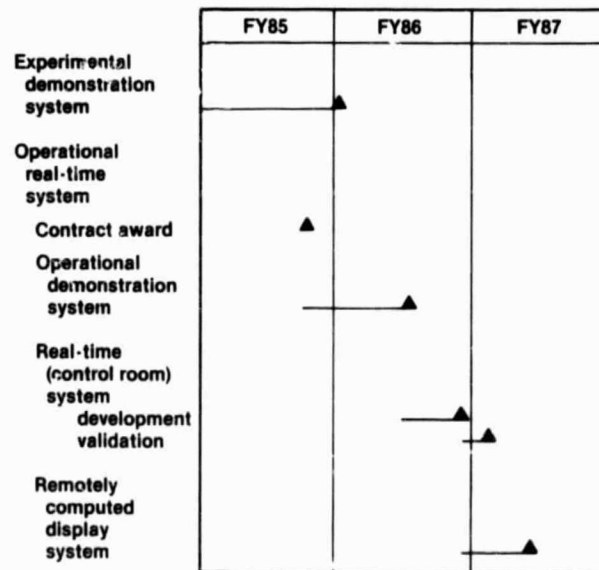 FY85 FY86 FY87
Experimental
demonstration
system
Operational
real-time
system
Contract award
Operational
demonstration
system
Real-time
(control room)
system
development
validation
Remotely
computed
display
system